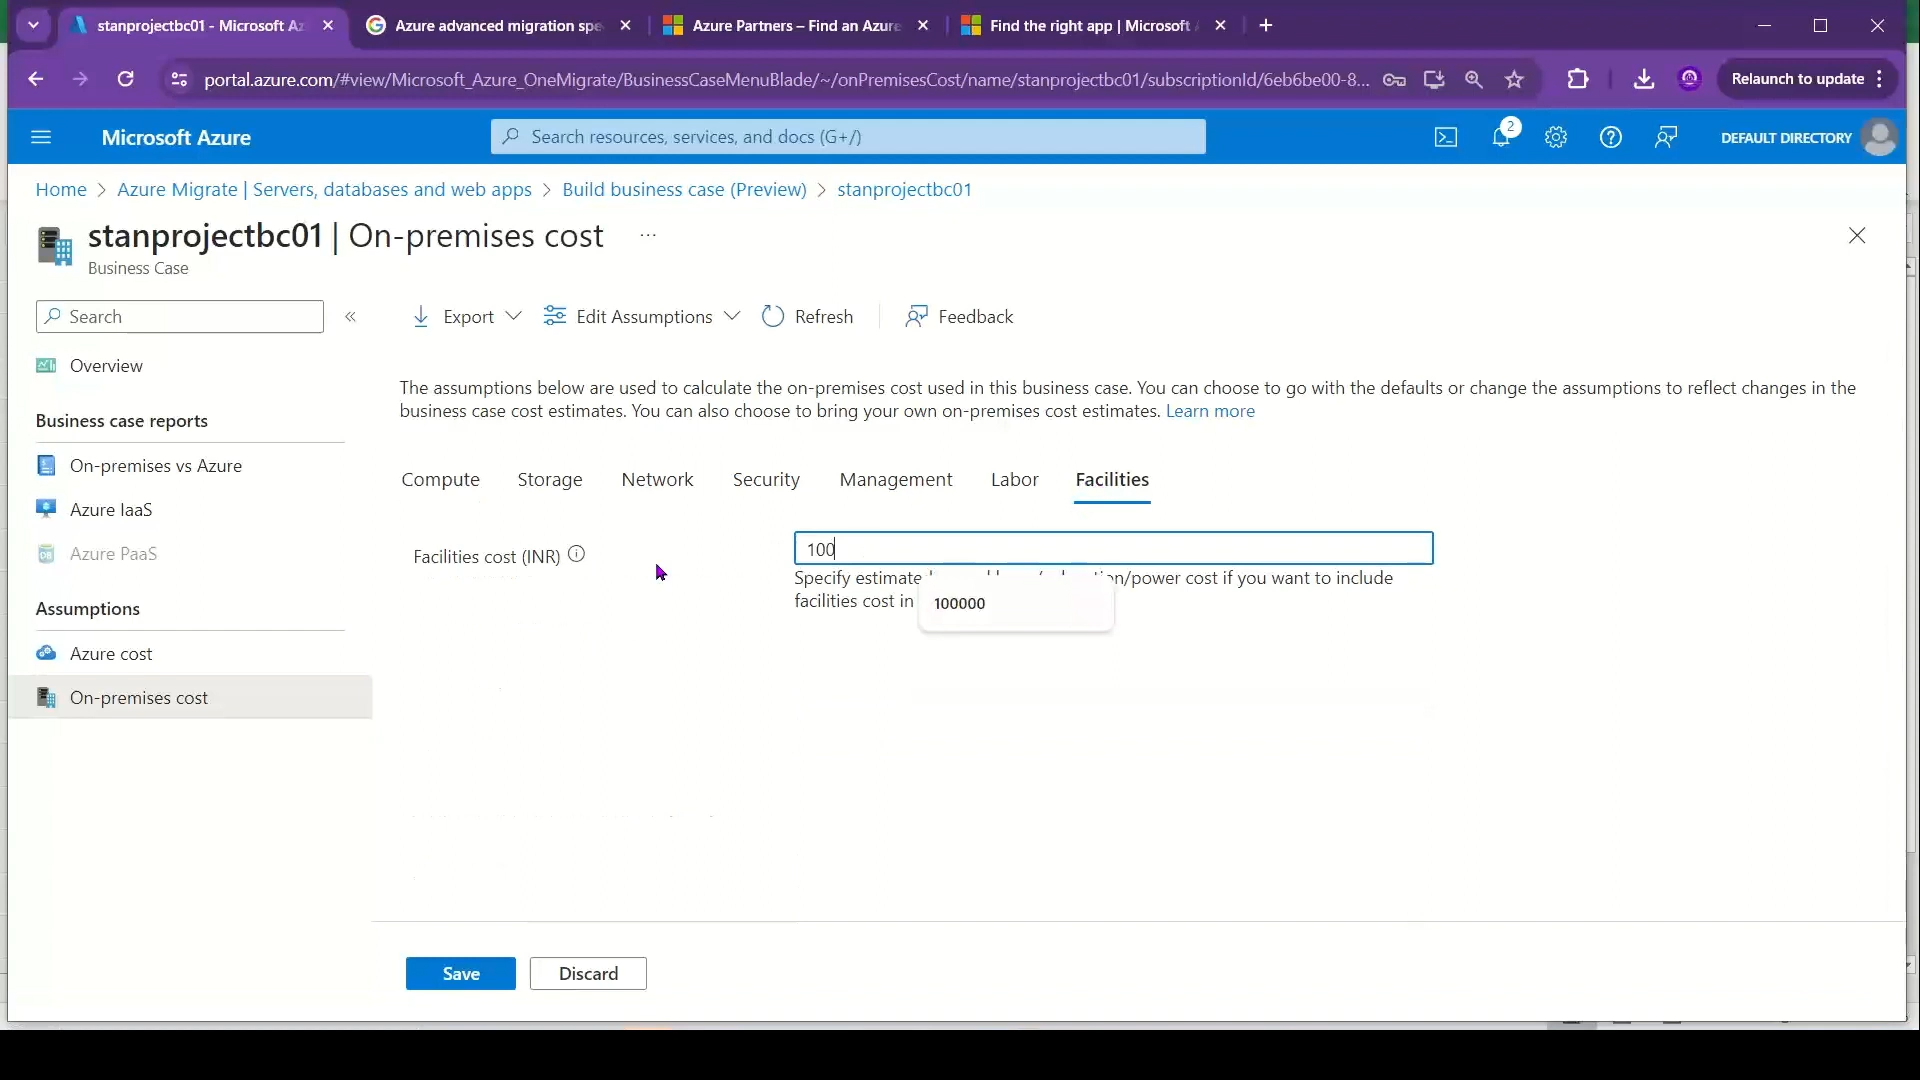 stanprojectbc01 - Microsoft Az
Azure advanced migration spe
Azure Partners – Find an Azure
Find the right app | Microsoft A
portal.azure.com/#view/Microsoft_Azure_OneMigrate/BusinessCaseMenuBlade/~/onPremisesCost/name/stanprojectbc01/subscriptionId/6eb6be00-8...
Relaunch to update
Microsoft Azure
Search resources, services, and docs (G+/)
2
DEFAULT DIRECTORY
Home > Azure Migrate | Servers, databases and web apps > Build business case (Preview) > stanprojectbc01
stanprojectbc01 | On-premises cost ...
Business Case
Search
«
Export
Edit Assumptions
Refresh
Feedback
Overview
Business case reports
On-premises vs Azure
Azure IaaS
Azure PaaS
Assumptions
Azure cost
On-premises cost
The assumptions below are used to calculate the on-premises cost used in this business case. You can choose to go with the defaults or change the assumptions to reflect changes in the
business case cost estimates. You can also choose to bring your own on-premises cost estimates. Learn more
Compute Storage Network Security Management Labor Facilities
Facilities cost (INR)
100
Specify estimate /power cost if you want to include
facilities cost in
100000
Save
Discard